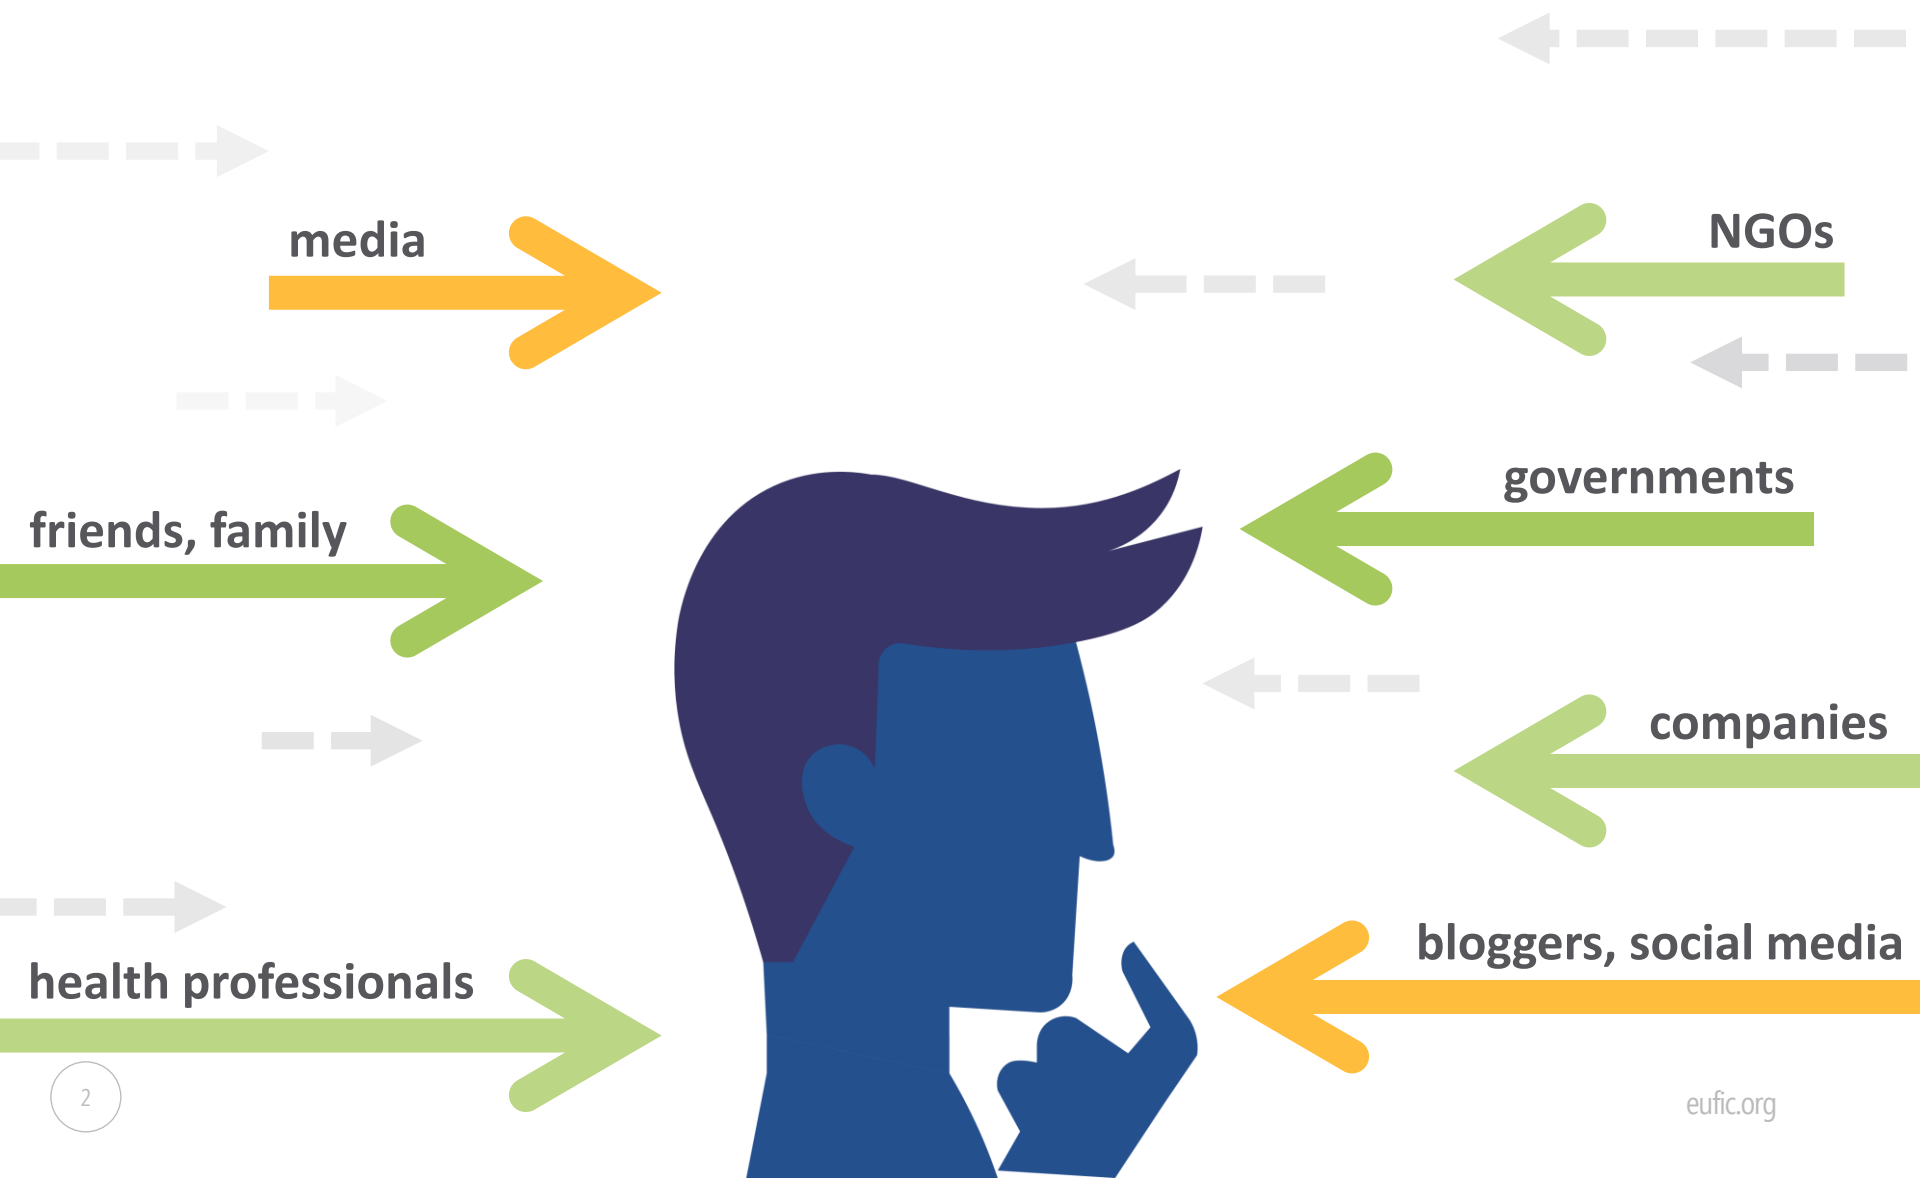 media
NGOs
governments
friends, family
companies
bloggers, social media
health professionals
2
eufic.org